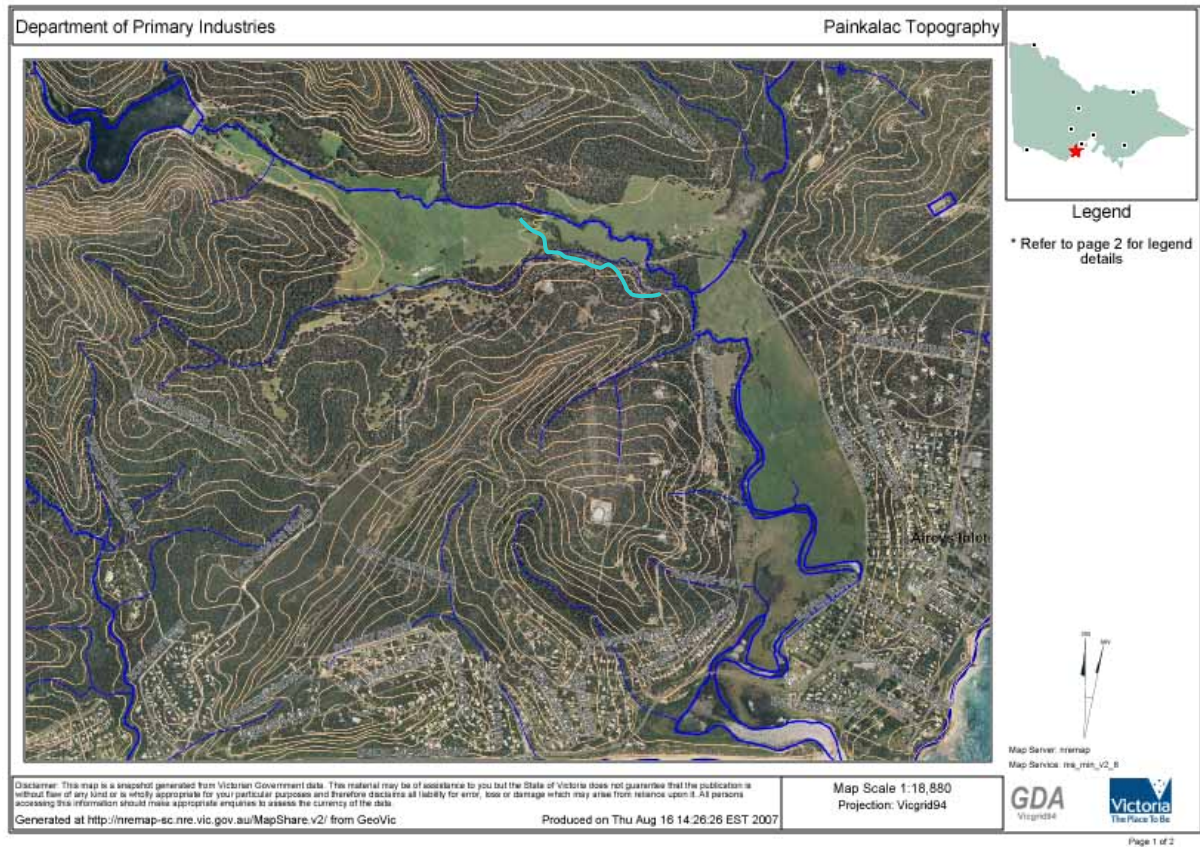 Department of Primary Industries
Painkalac Topography
Legend
* Refer to page 2 for legend
details
Aireys Inlet
Map Server: nremap
Disclaimer: This map is a snapshot generated from Victorian Government data. This material may be of assistance to you but the State of Victoria does not guarantee that the publication is
without flaw of any kind or is wholly appropriate for your particular purposes and therefore disclaims all liability for error, loss or damage which may arise from reliance upon it. All persons
accessing this information should make appropriate enquiries to assess the currency of the data.
Generated at http://nremap-sc.nre.vic.gov.au/MapShare.v2/ from GeoVic
Produced on Thu Aug 16 14:26:26 EST 2007
Map Scale 1:18,880
Projection: Vicgrid94
GDA
Vicgrid94
Victoria
The Place To Be
Page 1 of 2